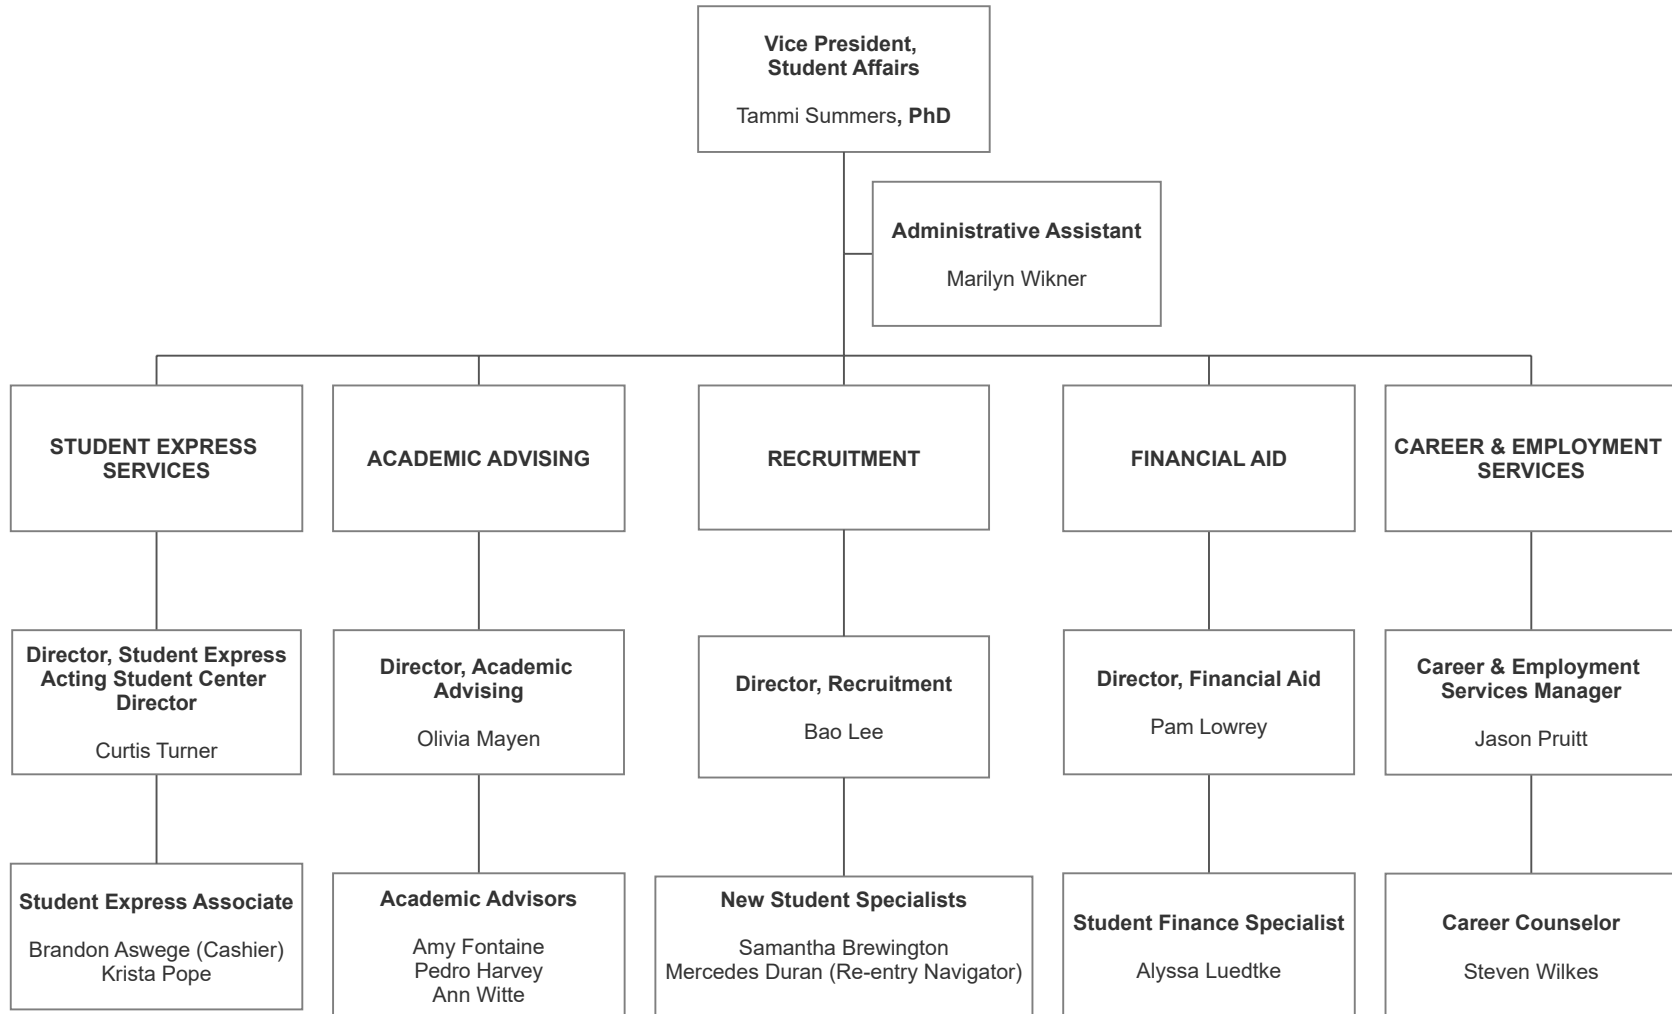 Vice President,
Student Affairs
Tammi Summers, PhD
Administrative Assistant
Marilyn Wikner
STUDENT EXPRESS
SERVICES
ACADEMIC ADVISING
RECRUITMENT
FINANCIAL AID
CAREER & EMPLOYMENT
SERVICES
Director, Student Express
Acting Student Center
Director
Curtis Turner
Director, Academic
Advising
Olivia Mayen
Director, Recruitment
Bao Lee
Director, Financial Aid
Pam Lowrey
Career & Employment
Services Manager
Jason Pruitt
Student Express Associate
Brandon Aswege (Cashier)
Krista Pope
Academic Advisors
Amy Fontaine
Pedro Harvey
Ann Witte
New Student Specialists
Samantha Brewington
Mercedes Duran (Re-entry Navigator)
Student Finance Specialist
Alyssa Luedtke
Career Counselor
Steven Wilkes